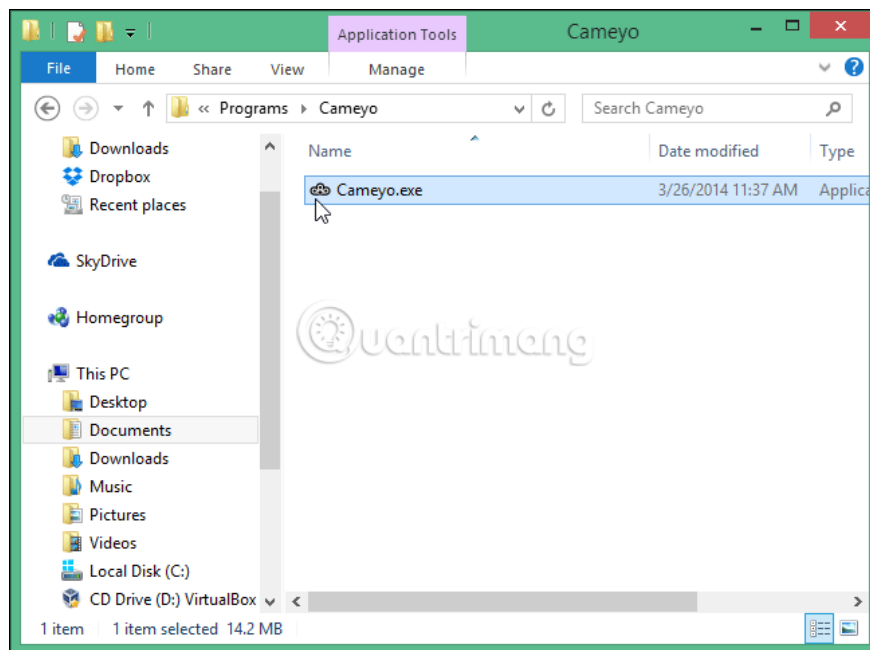 Application Tools
Cameyo
File Home Share View Manage
« Programs Cameyo
Search Cameyo
Name Date modified Type
Cameyo.exe 3/26/2014 11:37 AM Applica
Downloads
Dropbox
Recent places
SkyDrive
Homegroup
This PC
Desktop
Documents
Downloads
Music
Pictures
Videos
Local Disk (C:)
CD Drive (D:) VirtualBox
Quantrimang
1 item 1 item selected 14.2 MB